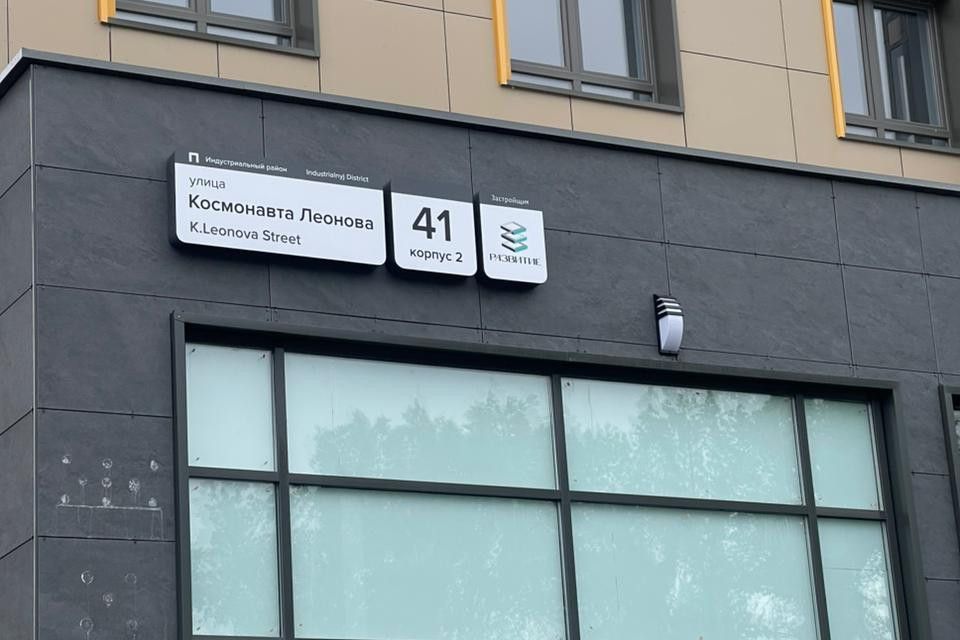 П Индустриальный район Industrialnyj District
улица
Космонавта Леонова
K.Leonova Street
41
корпус 2
Застройщик
РАЗВИТИЕ